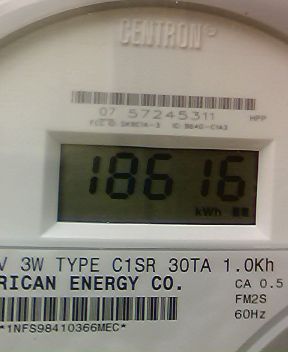 CENTRON
07 57245311 HPP
18616
kWh
V 3W TYPE C1SR 30TA 1.0Kh
RICAN ENERGY CO. CA 0.5
FM2S
60Hz
*1NFS98410366MEC*